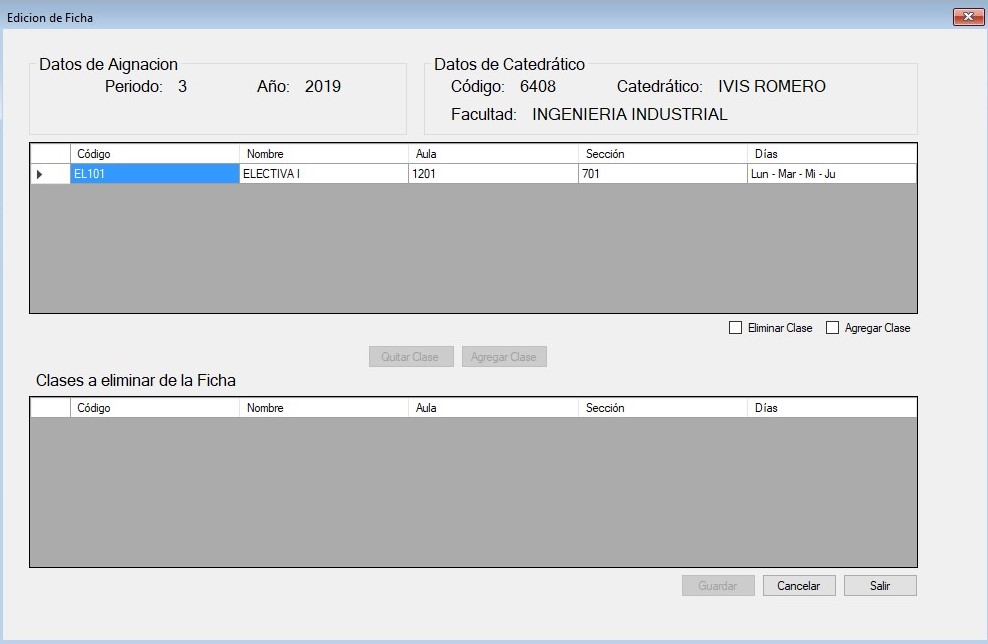 Edicion de Ficha
Datos de Aignacion
Periodo: 3 Año: 2019
Datos de Catedrático
Código: 6408 Catedrático: IVIS ROMERO
Facultad: INGENIERIA INDUSTRIAL
Código Nombre Aula Sección Días
EL101 ELECTIVA I 1201 701 Lun - Mar - Mi - Ju
Eliminar Clase Agregar Clase
Quitar Clase Agregar Clase
Clases a eliminar de la Ficha
Código Nombre Aula Sección Días
Guardar Cancelar Salir